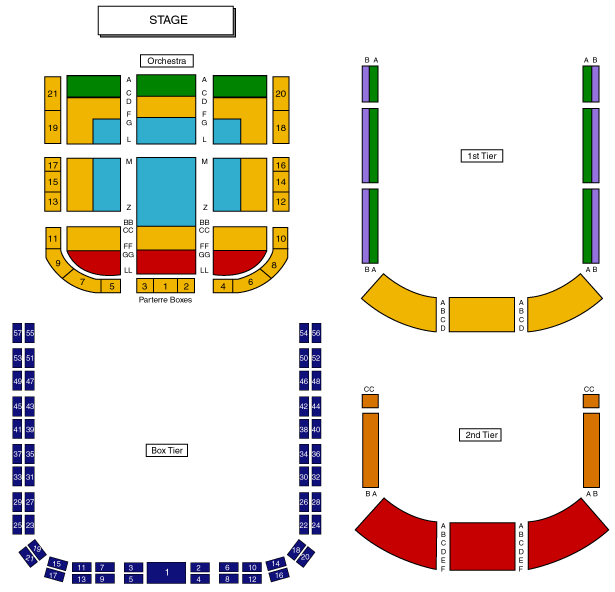 STAGE
Orchestra
A A
C C
D D
F F
G G
L L
M M
Z Z
BB BB
CC CC
FF FF
GG GG
LL LL
21 20
19 18
17 16
15 14
13 12
11 10
9 8
7 6
5 3 1 2 4
Parterre Boxes
B A A B
1st Tier
B A A B
A A
B B
C C
D D
57 55 54 56
53 51 50 52
49 47 46 48
45 43 42 44
41 39 38 40
37 35 34 36
33 31 30 32
29 27 26 28
25 23 22 24
Box Tier
21 19 18 20
15 14
17 16
11 7 3 1 2 6 10
13 9 5 4 8 12
CC CC
2nd Tier
B A A B
A A
B B
C C
D D
E E
F F